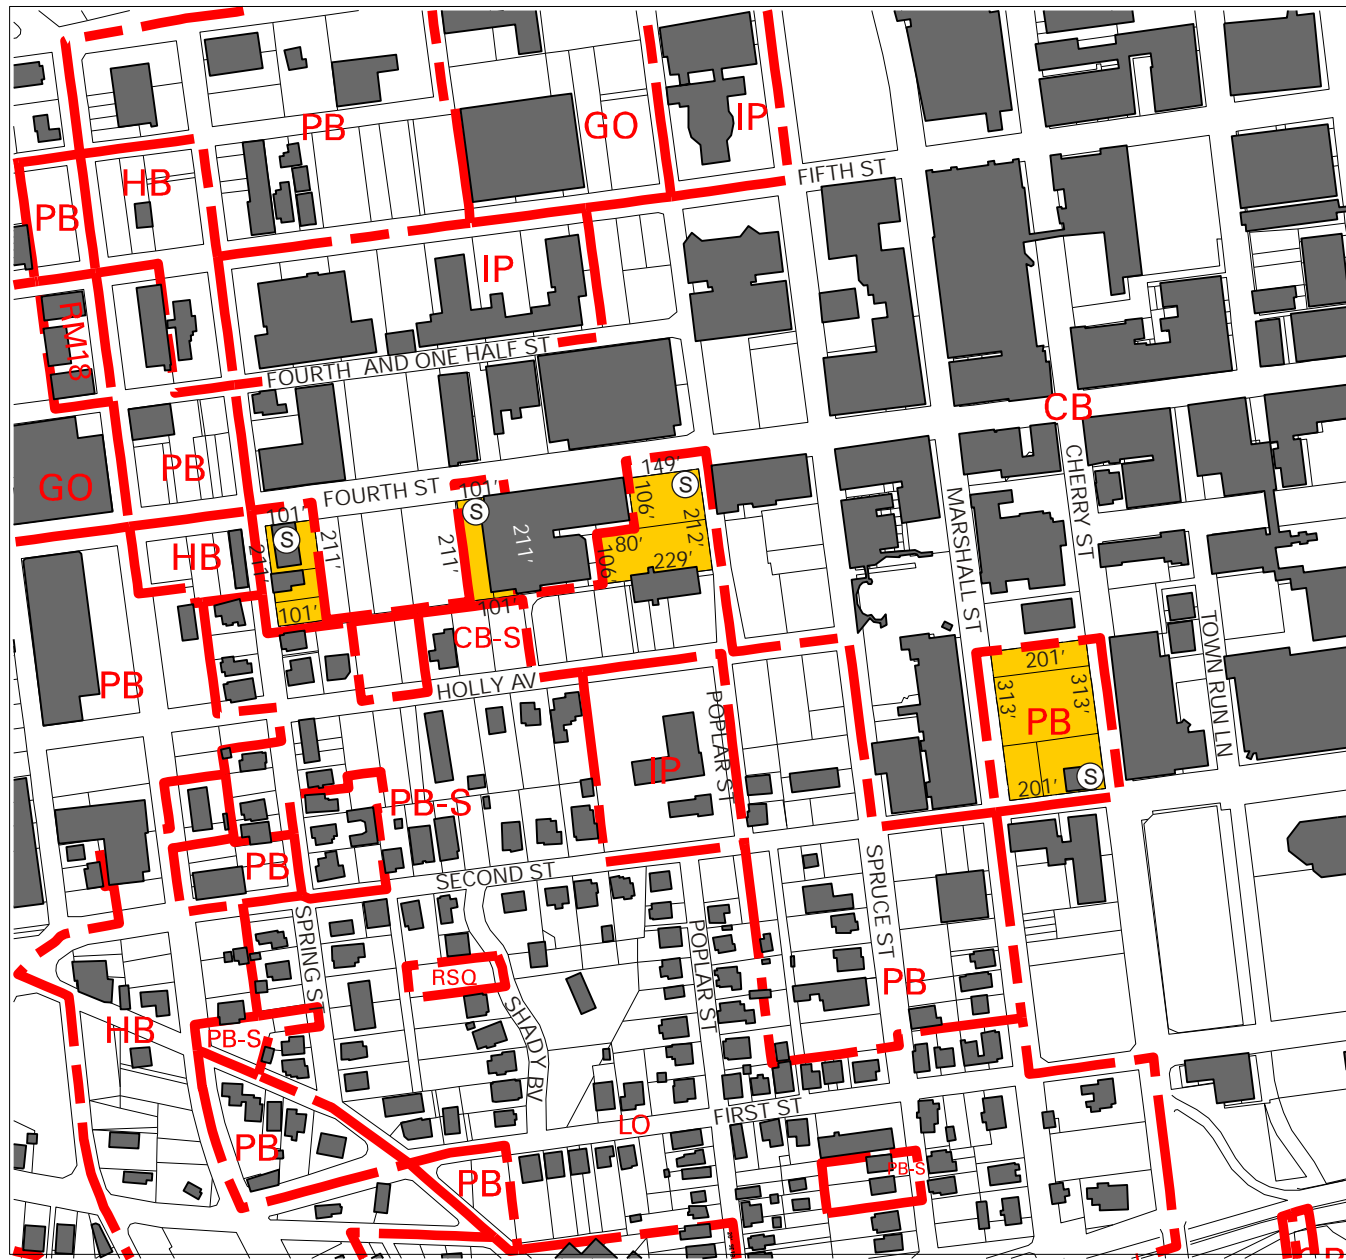 PB
GO
IP
FIFTH ST
HB
PB
IP
RM18
FOURTH AND ONE HALF ST
CB
PB
GO
FOURTH ST
149'
S
101'
S
106'
212'
80'
229'
106'
101'
S
211'
211'
101'
211'
211'
101'
HB
CHERRY ST
MARSHALL ST
TOWN RUN LN
CB-S
HOLLY AV
PB
201'
313'
313'
PB
201'
S
POPLAR ST
IP
PB-S
PB
SECOND ST
SPRUCE ST
SPRING ST
POPLAR ST
RSQ
SHADY BV
PB
HB
PB-S
FIRST ST
LO
PB
PB
PB-S